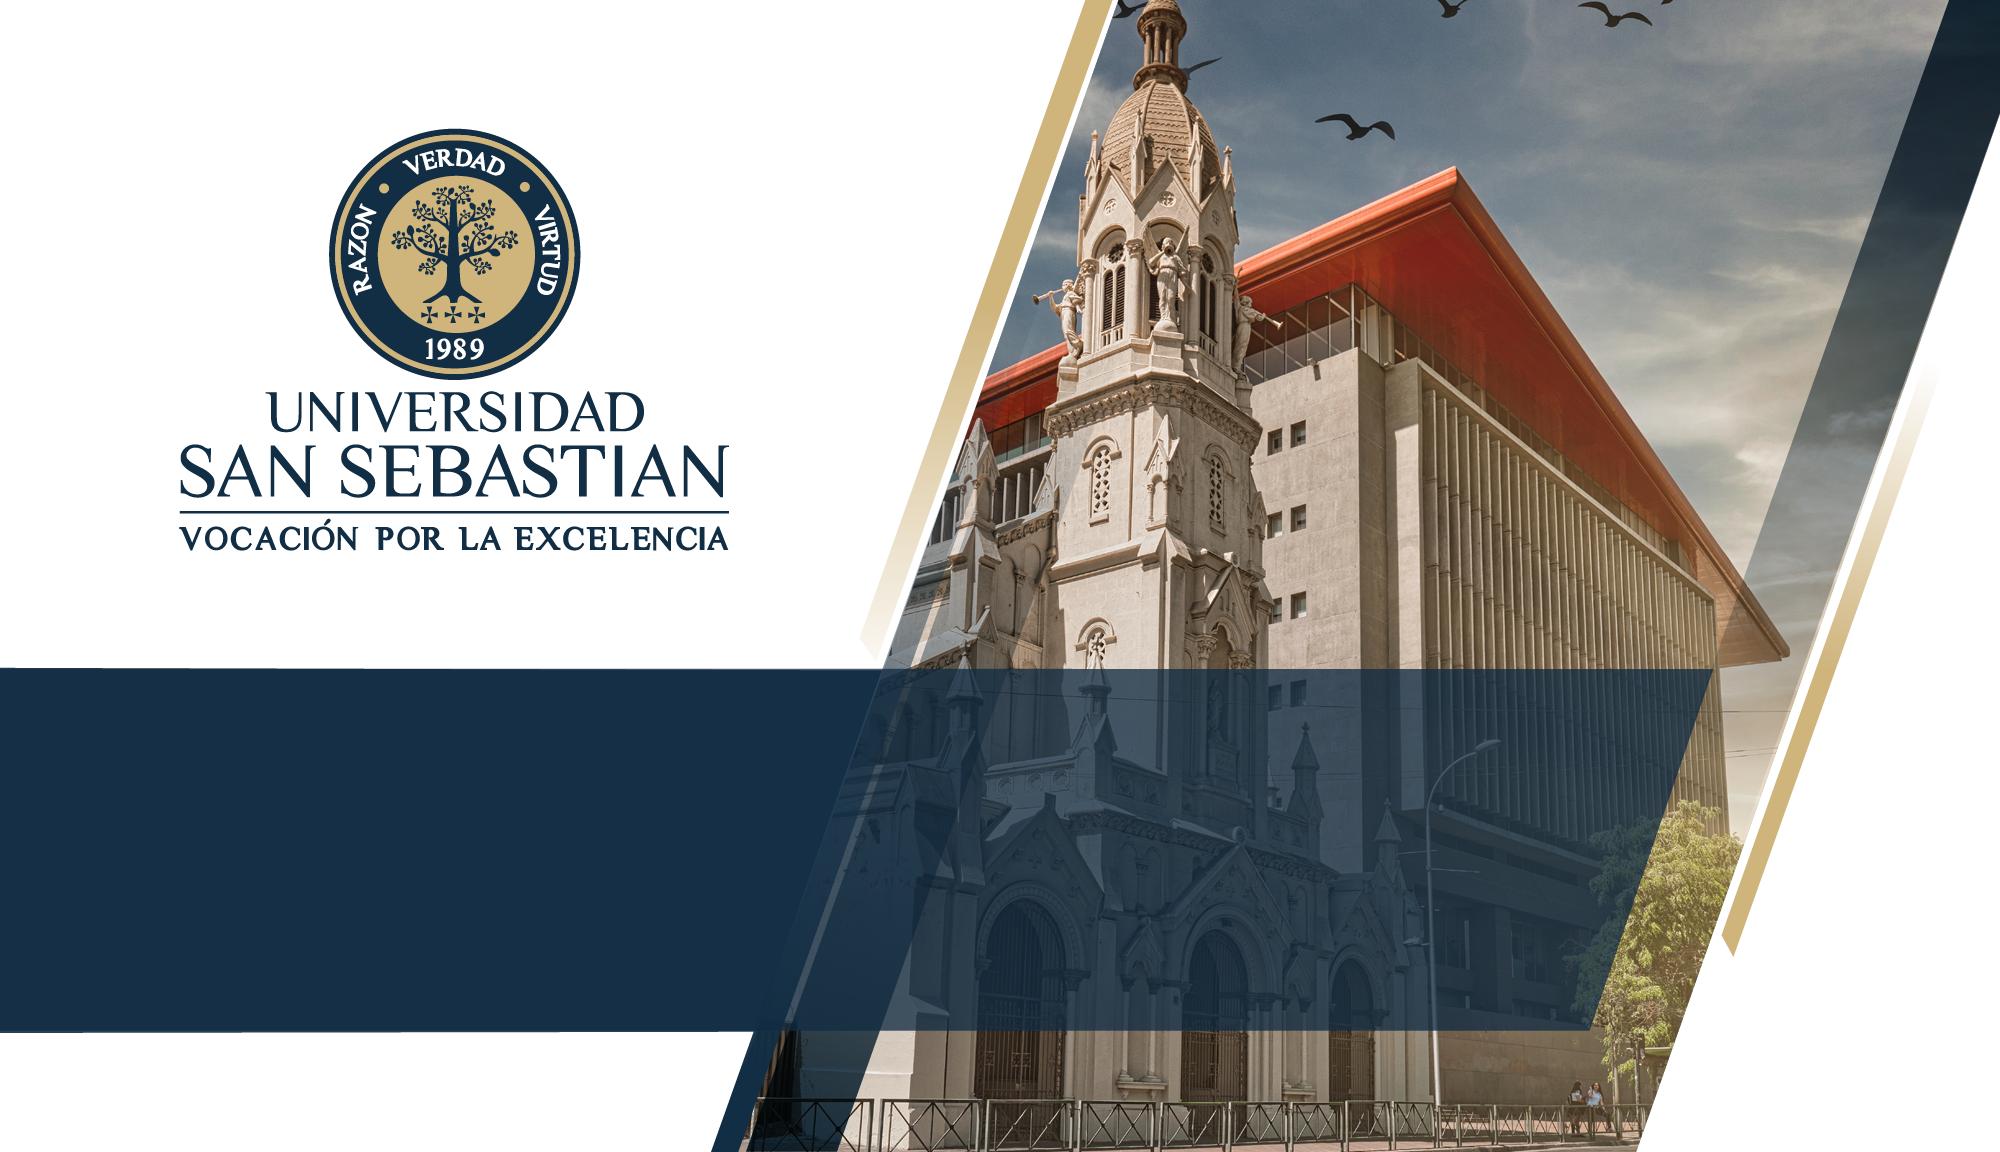 RAZON • VERDAD • VIRTUD
1989
UNIVERSIDAD
SAN SEBASTIAN
VOCACIÓN POR LA EXCELENCIA